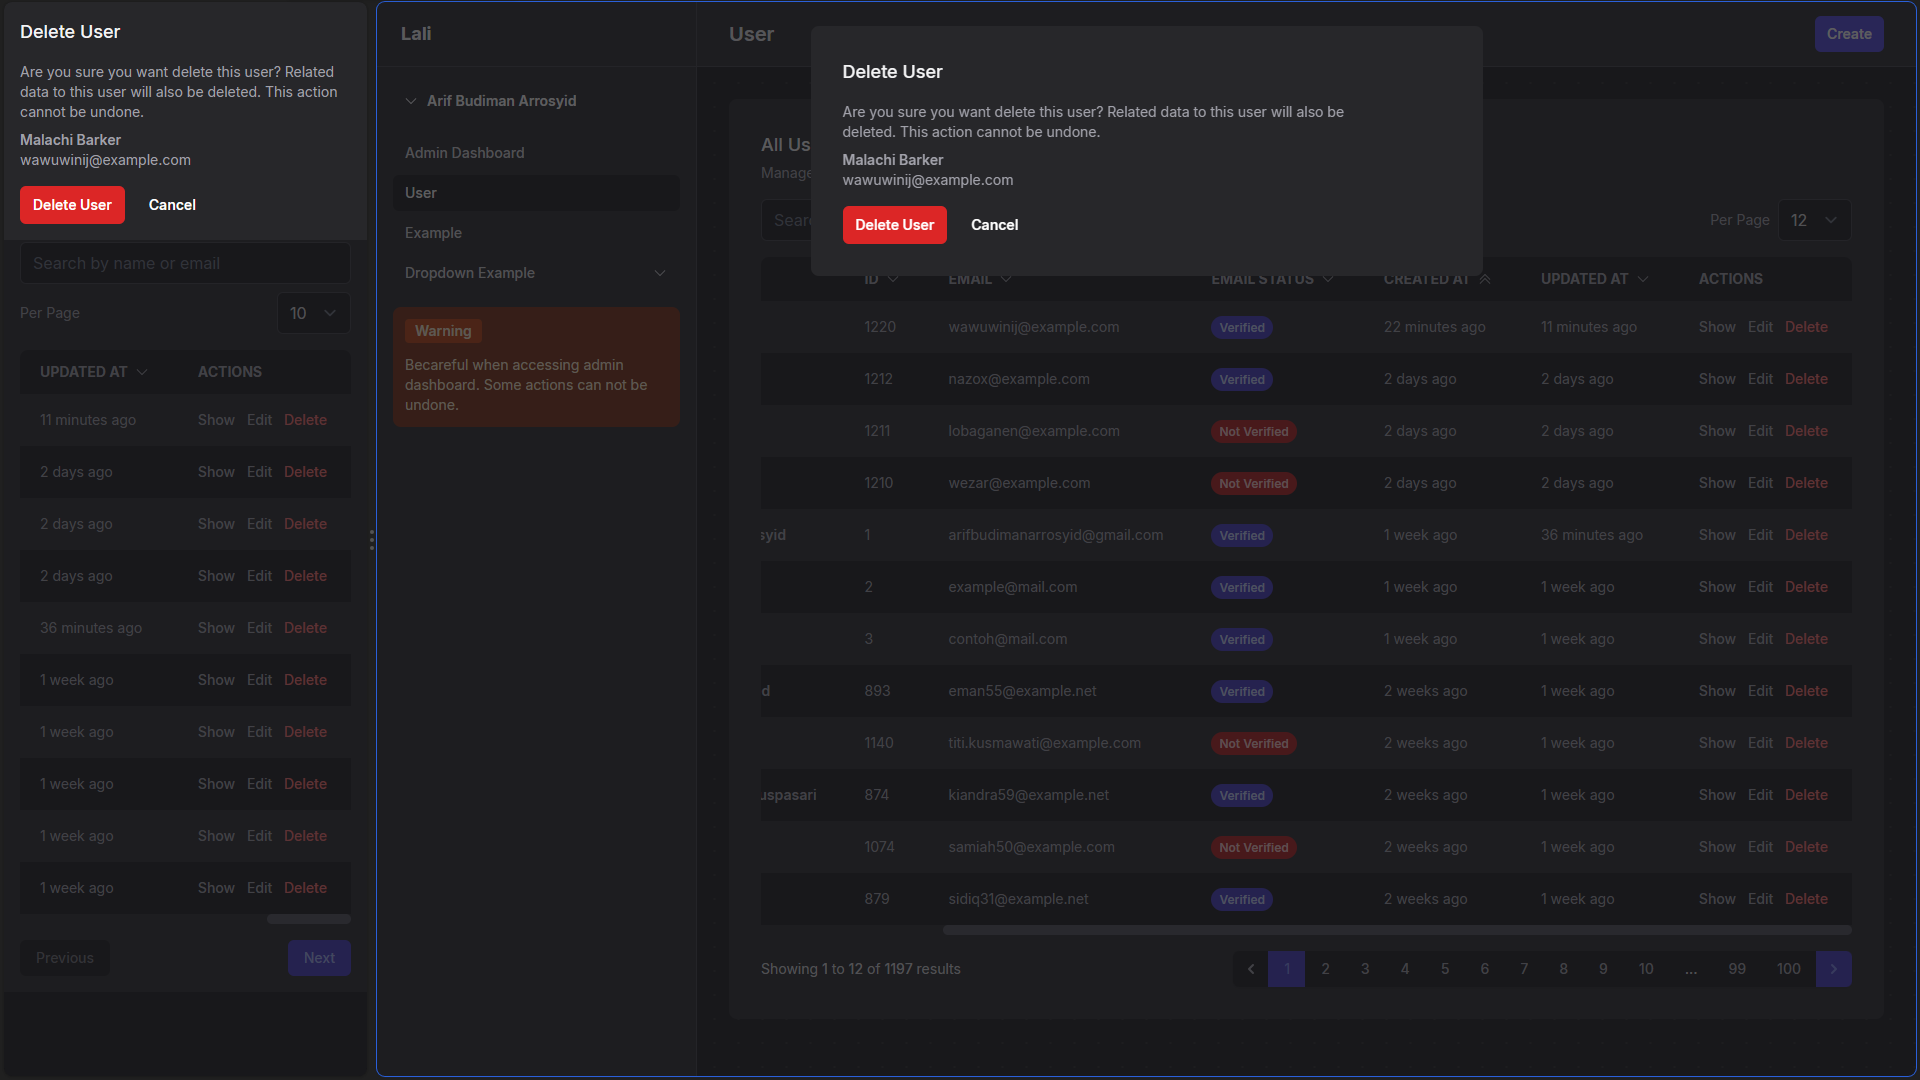 Delete User
Are you sure you want delete this user? Related
data to this user will also be deleted. This action
cannot be undone.
Malachi Barker
wawuwinij@example.com
Delete User Cancel
Search by name or email
Per Page 10
UPDATED AT ACTIONS
11 minutes ago Show Edit Delete
2 days ago Show Edit Delete
2 days ago Show Edit Delete
2 days ago Show Edit Delete
36 minutes ago Show Edit Delete
1 week ago Show Edit Delete
1 week ago Show Edit Delete
1 week ago Show Edit Delete
1 week ago Show Edit Delete
1 week ago Show Edit Delete
Previous Next
Lali
Arif Budiman Arrosyid
Admin Dashboard
User
Example
Dropdown Example
Warning
Becareful when accessing admin
dashboard. Some actions can not be
undone.
User
Create
Delete User
Are you sure you want delete this user? Related data to this user will also be
deleted. This action cannot be undone.
Malachi Barker
wawuwinij@example.com
Delete User Cancel
All Us
Manage
Sear
Per Page 12
ID EMAIL EMAIL STATUS CREATED AT UPDATED AT ACTIONS
1220 wawuwinij@example.com Verified 22 minutes ago 11 minutes ago Show Edit Delete
1212 nazox@example.com Verified 2 days ago 2 days ago Show Edit Delete
1211 lobaganen@example.com Not Verified 2 days ago 2 days ago Show Edit Delete
1210 wezar@example.com Not Verified 2 days ago 2 days ago Show Edit Delete
syid 1 arifbudimanarrosyid@gmail.com Verified 1 week ago 36 minutes ago Show Edit Delete
2 example@mail.com Verified 1 week ago 1 week ago Show Edit Delete
3 contoh@mail.com Verified 1 week ago 1 week ago Show Edit Delete
d 893 eman55@example.net Verified 2 weeks ago 1 week ago Show Edit Delete
1140 titi.kusmawati@example.com Not Verified 2 weeks ago 1 week ago Show Edit Delete
uspasari 874 kiandra59@example.net Verified 2 weeks ago 1 week ago Show Edit Delete
1074 samiah50@example.com Not Verified 2 weeks ago 1 week ago Show Edit Delete
879 sidiq31@example.net Verified 2 weeks ago 1 week ago Show Edit Delete
Showing 1 to 12 of 1197 results
1 2 3 4 5 6 7 8 9 10 ... 99 100